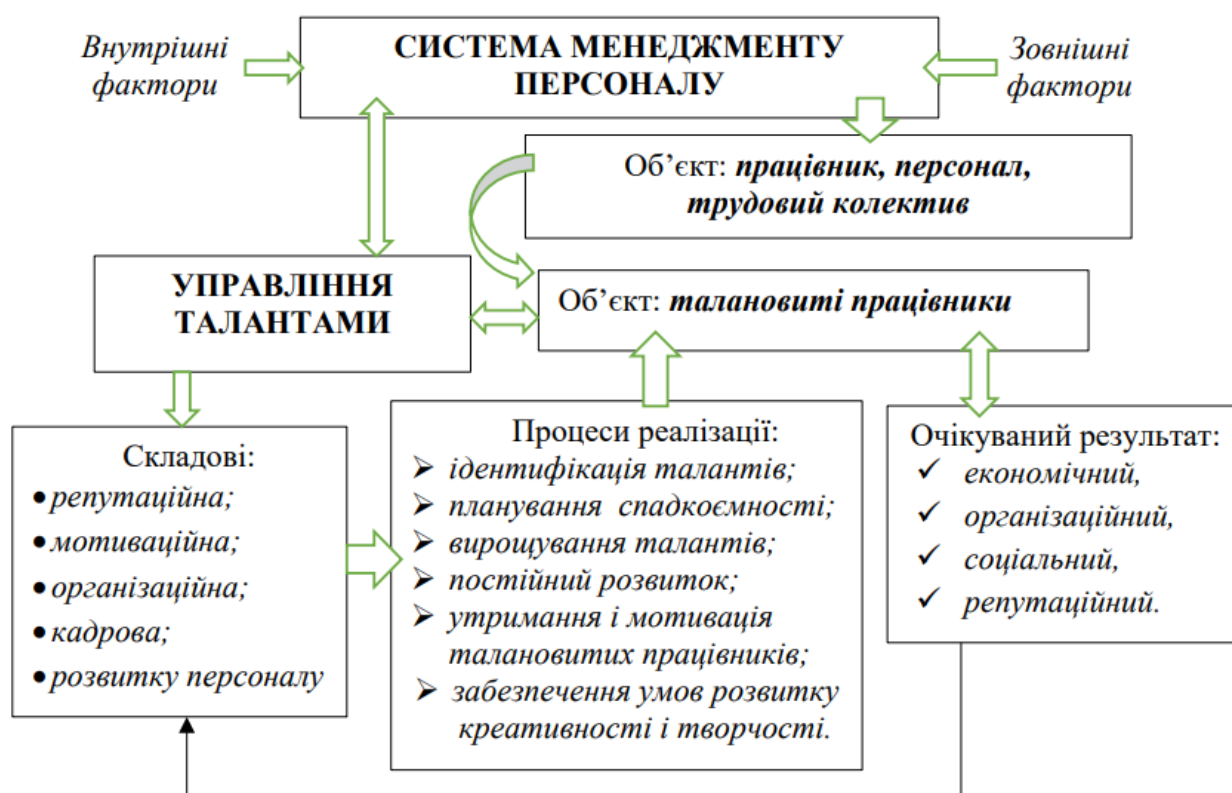 Внутрішні
фактори
СИСТЕМА МЕНЕДЖМЕНТУ
ПЕРСОНАЛУ
Зовнішні
фактори
Об’єкт: працівник, персонал,
трудовий колектив
УПРАВЛІННЯ
ТАЛАНТАМИ
Об’єкт: талановиті працівники
Складові:
• репутаційна;
• мотиваційна;
• організаційна;
• кадрова;
• розвитку персоналу
Процеси реалізації:
➢ ідентифікація талантів;
➢ планування спадкоємності;
➢ вирощування талантів;
➢ постійний розвиток;
➢ утримання і мотивація
талановитих працівників;
➢ забезпечення умов розвитку
креативності і творчості.
Очікуваний результат:
✓ економічний,
✓ організаційний,
✓ соціальний,
✓ репутаційний.